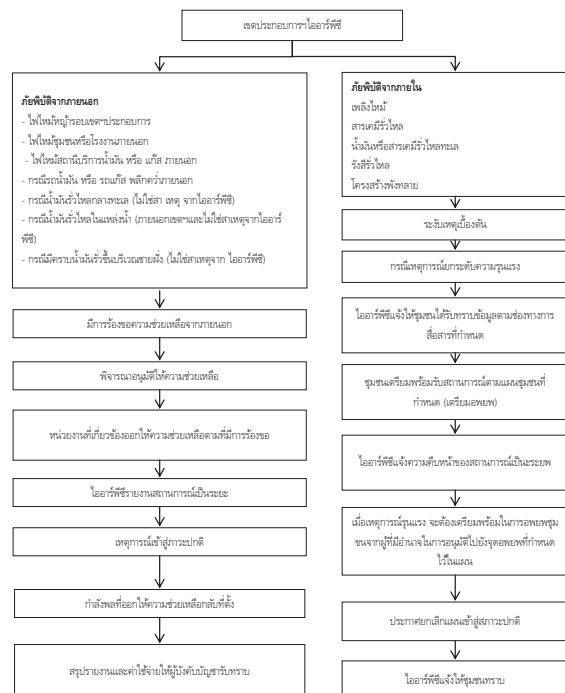 เขตประกอบการฯไออาร์พีซี
ภัยพิบัติจากภายนอก
- ไฟไหม้หญ้ารอบเขตฯประกอบการ
- ไฟไหม้ชุมชนหรือโรงงานภายนอก
- ไฟไหม้สถานีบริการน้ำมัน หรือ แก๊ส ภายนอก
- กรณีรถน้ำมัน หรือ รถแก๊ส พลิกคว่ำภายนอก
- กรณีน้ำมันรั่วไหลกลางทะเล (ไม่ใช่สา เหตุ จากไออาร์พีซี)
- กรณีน้ำมันรั่วไหลในแหล่งน้ำ (ภายนอกเขตฯและไม่ใช่สาเหตุจากไออาร์
พีซี)
- กรณีมีคราบน้ำมันรั่วขึ้นบริเวณชายฝั่ง (ไม่ใช่สาเหตุจาก ไออาร์พีซี)
มีการร้องขอความช่วยเหลือจากภายนอก
พิจารณาอนุมัติให้ความช่วยเหลือ
หน่วยงานที่เกี่ยวข้องออกให้ความช่วยเหลือตามที่มีการร้องขอ
ไออาร์พีซีรายงานสถานการณ์เป็นระยะ
เหตุการณ์เข้าสู่ภาวะปกติ
กำลังพลที่ออกให้ความช่วยเหลือกลับที่ตั้ง
สรุปรายงานและค่าใช้จ่ายให้ผู้บังคับบัญชารับทราบ
ภัยพิบัติจากภายใน
เพลิงไหม้
สารเคมีรั่วไหล
น้ำมันหรือสารเคมีรั่วไหลทะเล
รังสีรั่วไหล
โครงสร้างพังทลาย
ระงับเหตุเบื้องต้น
กรณีเหตุการณ์ยกระดับความรุนแรง
ไออาร์พีซีแจ้งให้ชุมชนได้รับทราบข้อมูลตามช่องทางการ
สื่อสารที่กำหนด
ชุมชนเตรียมพร้อมรับสถานการณ์ตามแผนชุมชนที่
กำหนด (เตรียมอพยพ)
ไออาร์พีซีแจ้งความคืบหน้าของสถานการณ์เป็นะระยพ
เมื่อเหตุการณ์รุนแรง จะต้องเตรียมพร้อมในการอพยพชุม
ชนจากผู้ที่มีอำนาจในการอนุมัติไปยังจุดอพยพที่กำหนด
ไว้ในแผน
ประกาศยกเลิกแผนเข้าสู่สภาวะปกติ
ไออาร์พีซีแจ้งให้ชุมชนทราบ